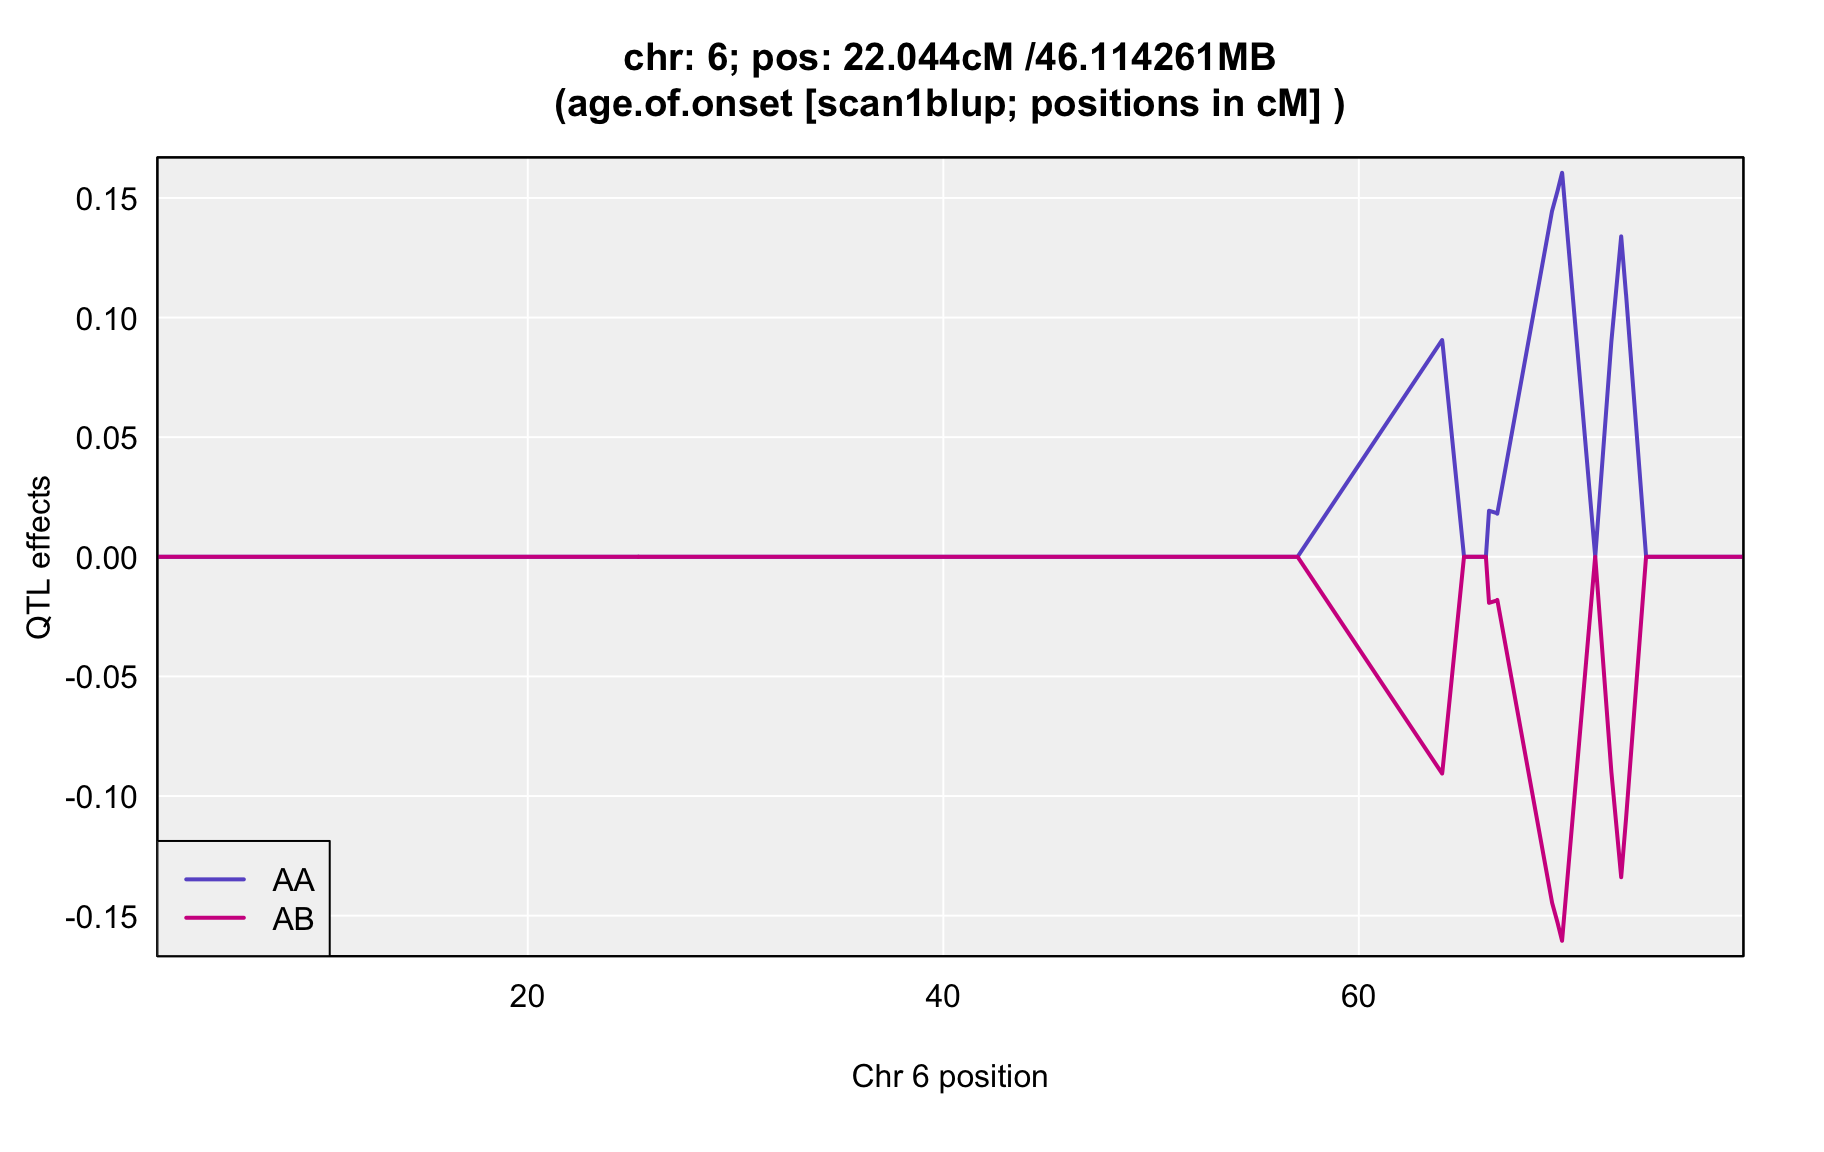 chr: 6; pos: 22.044cM /46.114261MB
(age.of.onset [scan1blup; positions in cM] )
QTL effects
0.15
0.10
0.05
0.00
-0.05
-0.10
-0.15
AA
AB
20 40 60
Chr 6 position